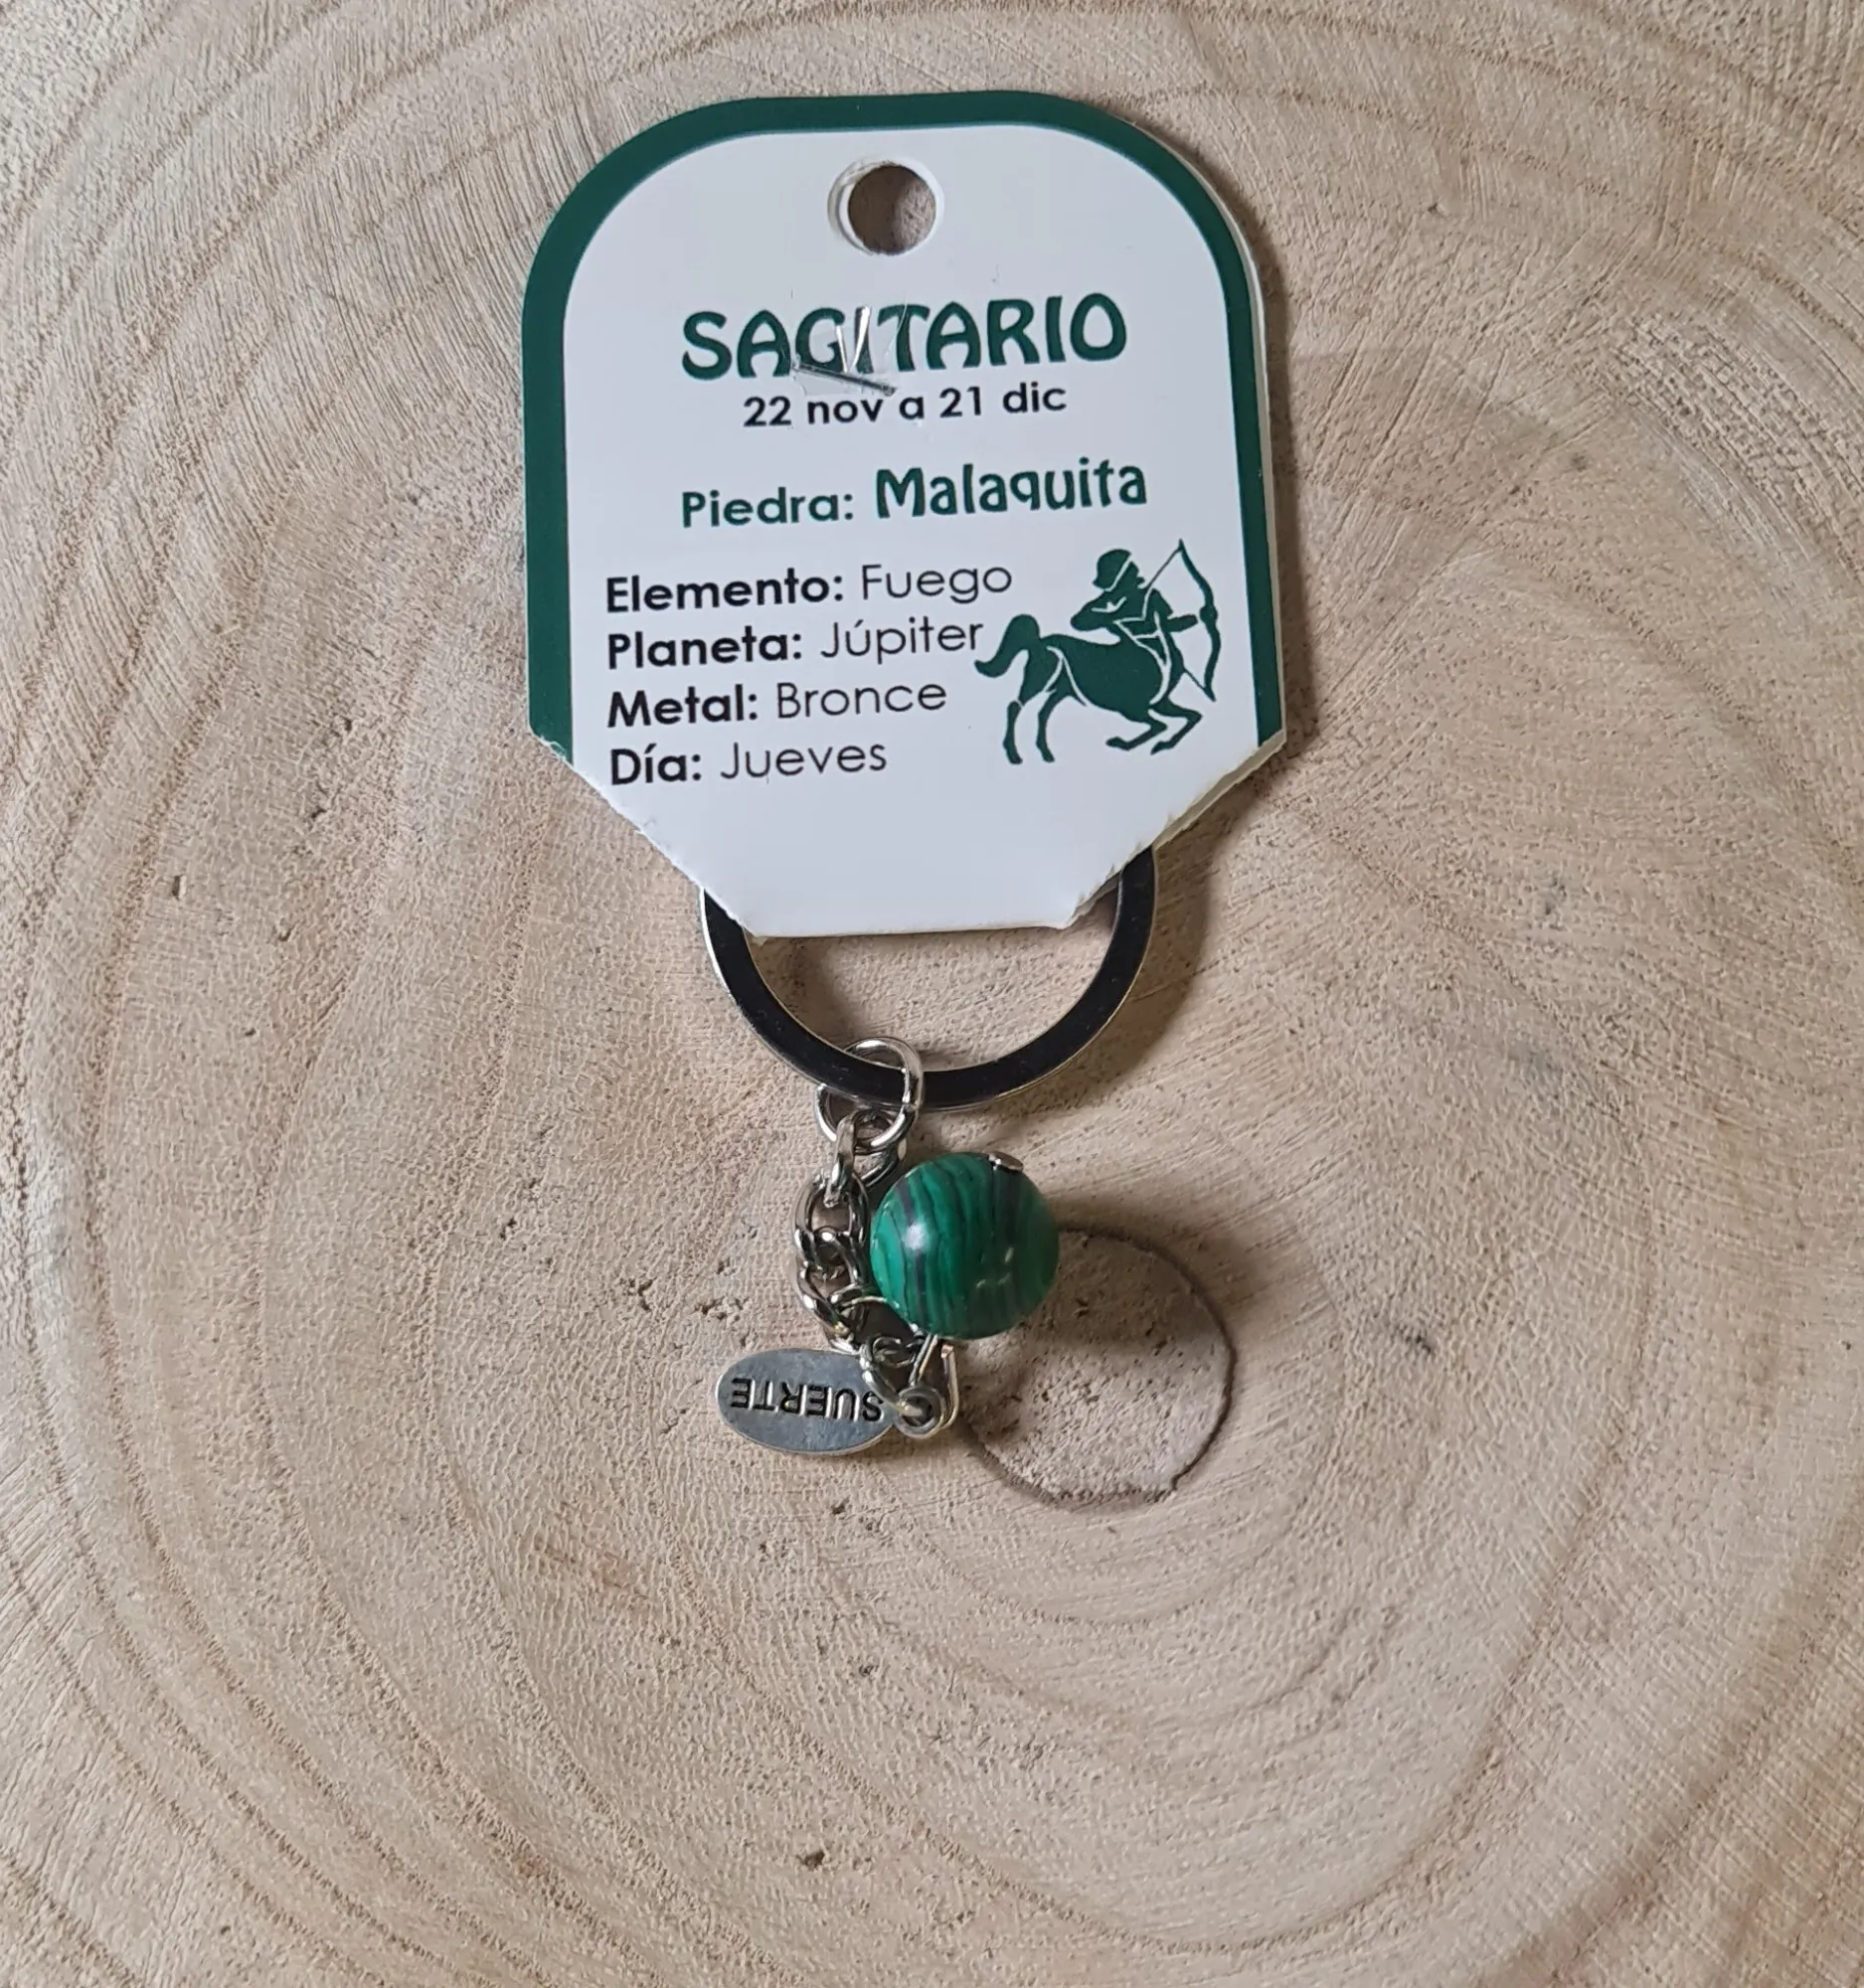 SAGITARIO
22 nov a 21 dic
Piedra: Malaquita
Elemento: Fuego
Planeta: Júpiter
Metal: Bronce
Día: Jueves
SUERTE